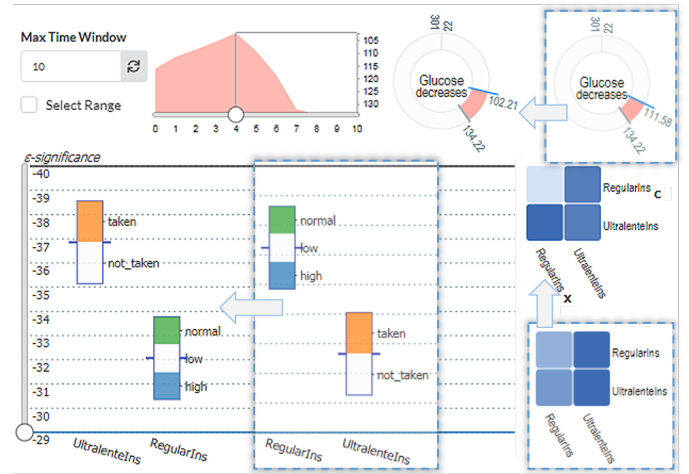 Max Time Window
10
Select Range
105
110
115
120
125
130
0 1 2 3 4 5 6 7 8 9 10
301
22
Glucose
decreases
102.21
134.22
301
22
Glucose
decreases
111.58
134.22
ε-significance
-40
-39
-38
-37
-36
-35
-34
-33
-32
-31
-30
-29
taken
not_taken
normal
low
high
normal
low
high
taken
not_taken
UltralenteIns
RegularIns
RegularIns
UltralenteIns
RegularIns
C
UltralenteIns
RegularIns
UltralenteIns
X
RegularIns
UltralenteIns
RegularIns
UltralenteIns